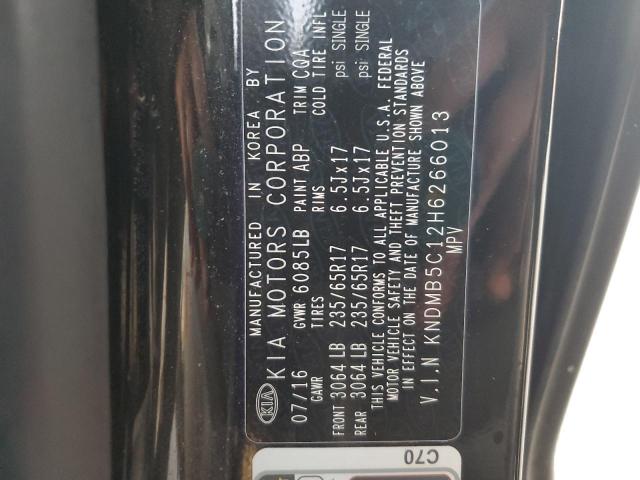 MANUFACTURED IN KOREA BY
KIA KIA MOTORS CORPORATION
07/16 GVWR 6085LB PAINT ABP TRIM CQA
GAWR TIRES RIMS COLD TIRE INFL
FRONT 3064 LB 235/65R17 6.5Jx17 psi SINGLE
REAR 3064 LB 235/65R17 6.5Jx17 psi SINGLE
THIS VEHICLE CONFORMS TO ALL APPLICABLE U.S.A. FEDERAL
MOTOR VEHICLE SAFETY AND THEFT PREVENTION STANDARDS
IN EFFECT ON THE DATE OF MANUFACTURE SHOWN ABOVE
V.I.N KNDMB5C12H6266013
MPV
C70